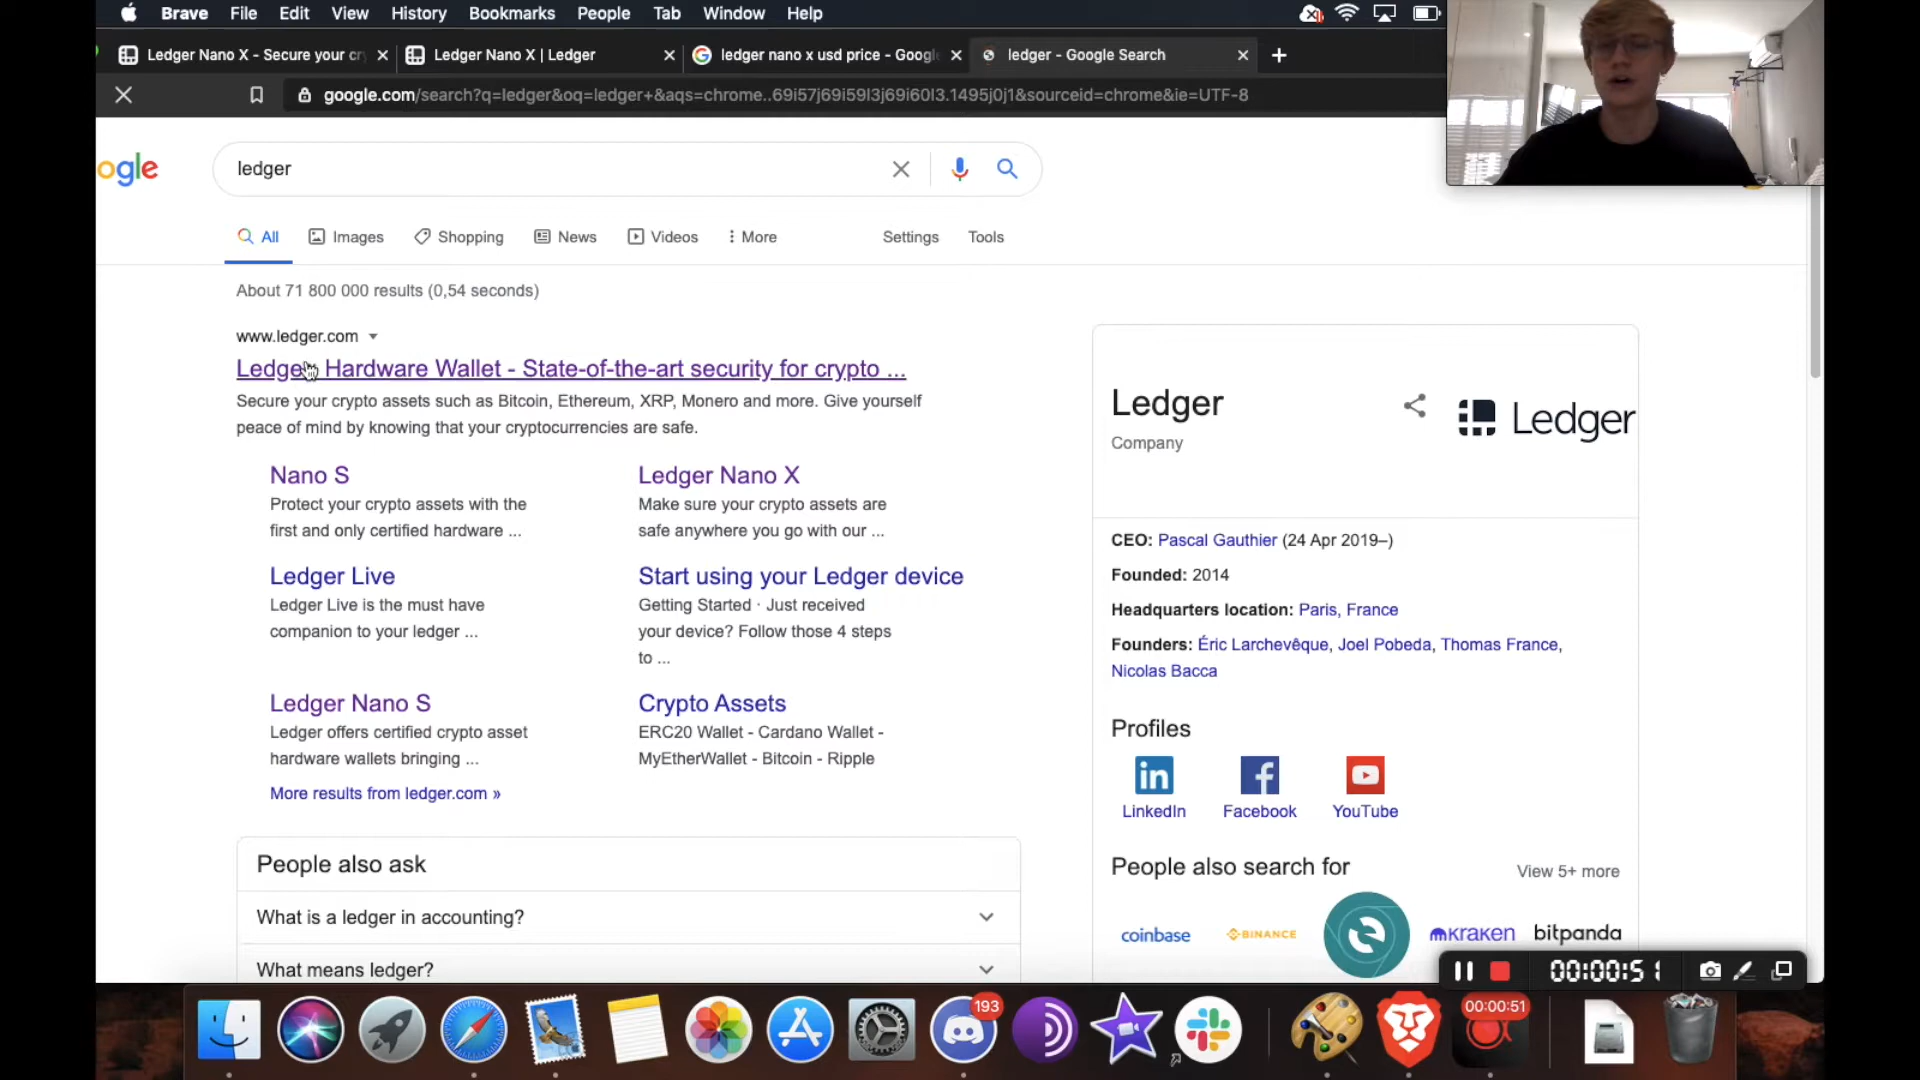 Brave File Edit View History Bookmarks People Tab Window Help
Ledger Nano X - Secure your cr
Ledger Nano X | Ledger
ledger nano x usd price - Google
ledger - Google Search
google.com/search?q=ledger&oq=ledger+&aqs=chrome..69i57j69i59l3j69i60l3.1495j0j1&sourceid=chrome&ie=UTF-8
ogle
ledger
All Images Shopping News Videos More Settings Tools
About 71 800 000 results (0,54 seconds)
www.ledger.com
Ledger Hardware Wallet - State-of-the-art security for crypto ...
Secure your crypto assets such as Bitcoin, Ethereum, XRP, Monero and more. Give yourself
peace of mind by knowing that your cryptocurrencies are safe.
Nano S
Protect your crypto assets with the
first and only certified hardware ...
Ledger Nano X
Make sure your crypto assets are
safe anywhere you go with our ...
Ledger Live
Ledger Live is the must have
companion to your ledger ...
Start using your Ledger device
Getting Started · Just received
your device? Follow those 4 steps
to ...
Ledger Nano S
Ledger offers certified crypto asset
hardware wallets bringing ...
Crypto Assets
ERC20 Wallet - Cardano Wallet -
MyEtherWallet - Bitcoin - Ripple
More results from ledger.com »
People also ask
What is a ledger in accounting?
What means ledger?
Ledger
Company
Ledger
CEO: Pascal Gauthier (24 Apr 2019–)
Founded: 2014
Headquarters location: Paris, France
Founders: Éric Larchevêque, Joel Pobeda, Thomas France,
Nicolas Bacca
Profiles
LinkedIn Facebook YouTube
People also search for
View 5+ more
coinbase BINANCE KRAKEN bitpanda
00:00:51
193
00:00:51